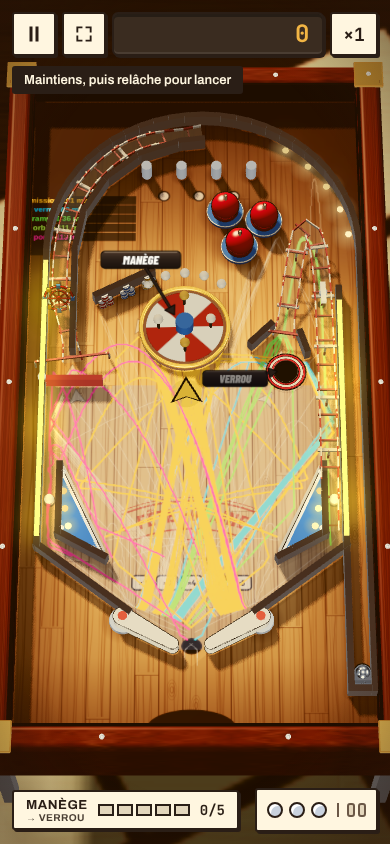 0
×1
Maintiens, puis relâche pour lancer
MANÈGE
VERROU
MANÈGE
→ VERROU
0/5